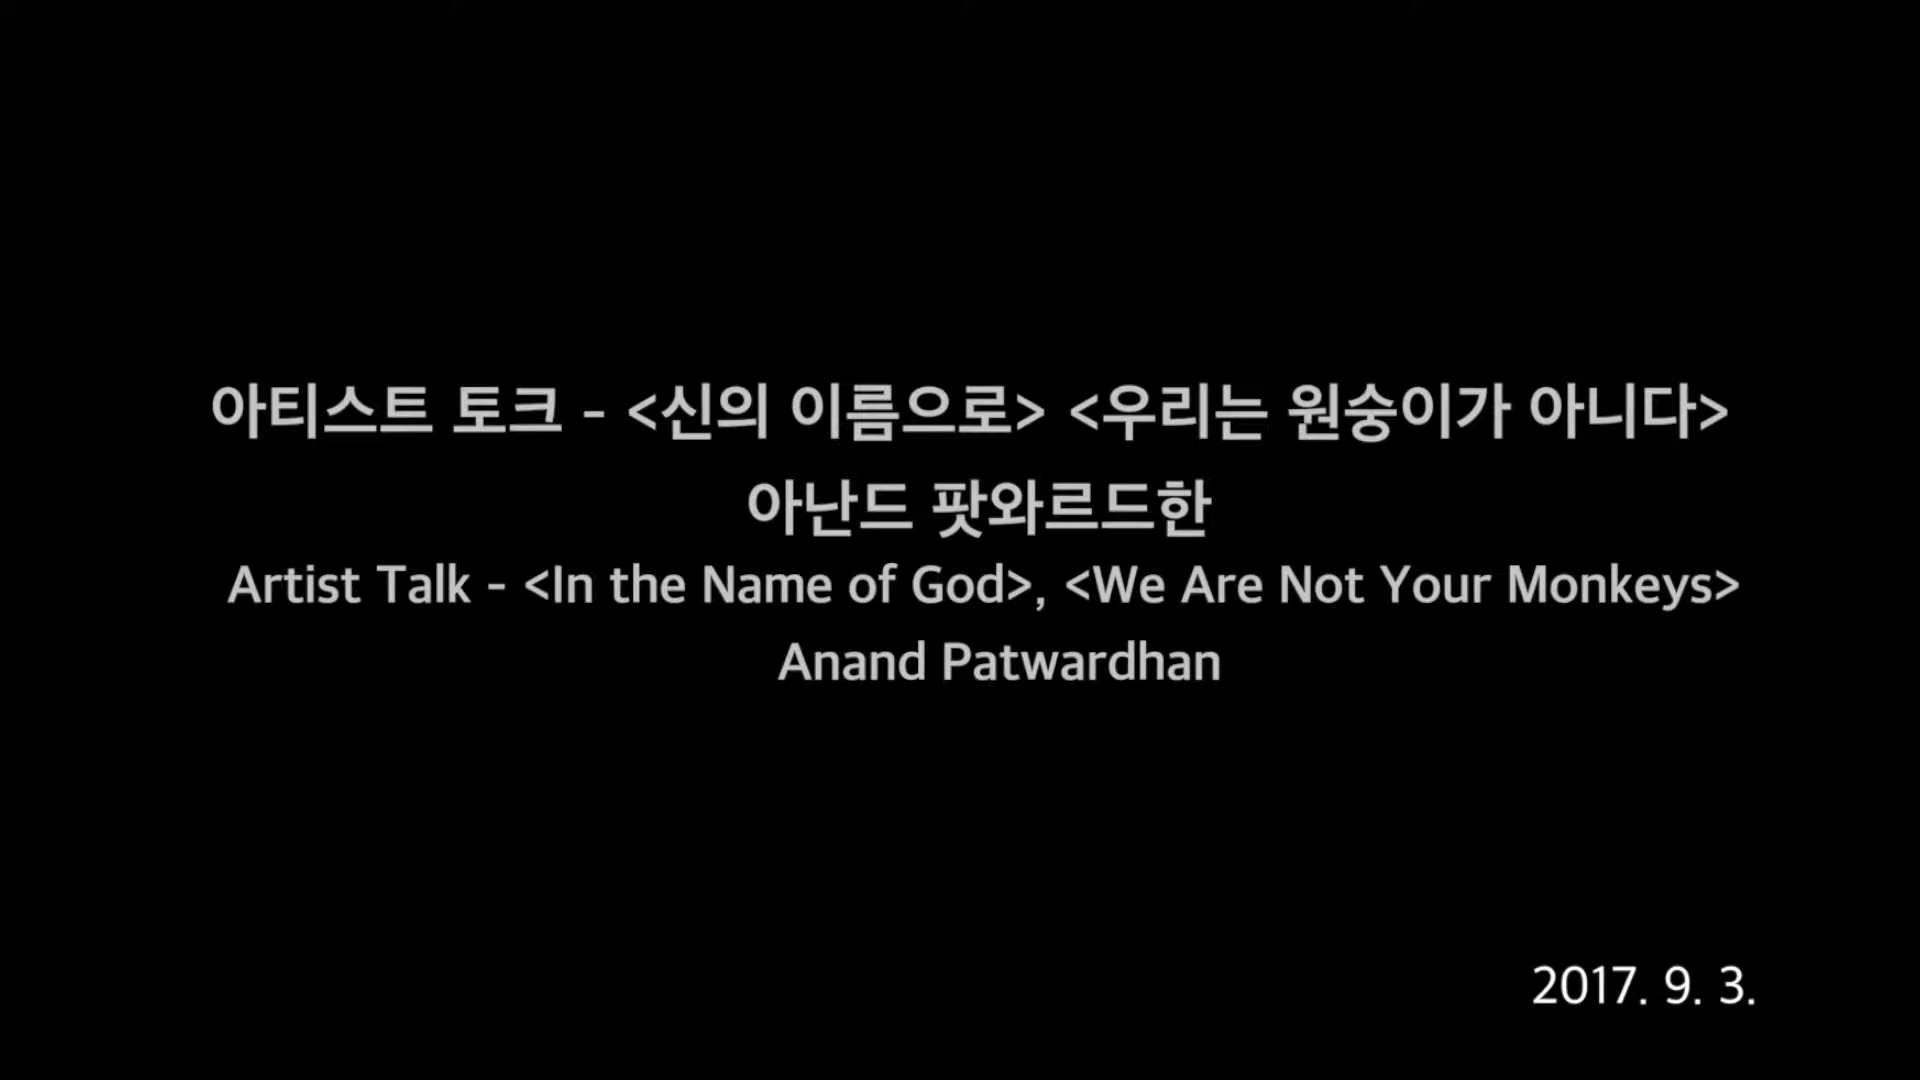 아티스트 토크 - <신의 이름으로> <우리는 원숭이가 아니다>
아난드 팟와르드한
Artist Talk - <In the Name of God>, <We Are Not Your Monkeys>
Anand Patwardhan
2017. 9. 3.